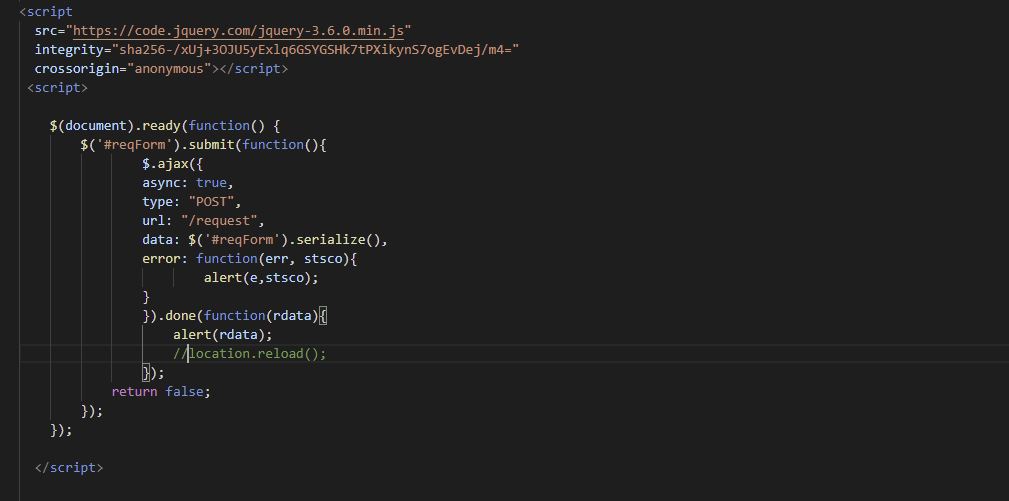 <script
src="https://code.jquery.com/jquery-3.6.0.min.js"
integrity="sha256-/xUj+3OJU5yExlq6GSYGSHk7tPXikynS7ogEvDej/m4="
crossorigin="anonymous"></script>
<script>
$(document).ready(function() {
$('#reqForm').submit(function(){
$.ajax({
async: true,
type: "POST",
url: "/request",
data: $('#reqForm').serialize(),
error: function(err, stsco){
alert(e,stsco);
}
}).done(function(rdata){
alert(rdata);
//location.reload();
});
return false;
});
});
</script>